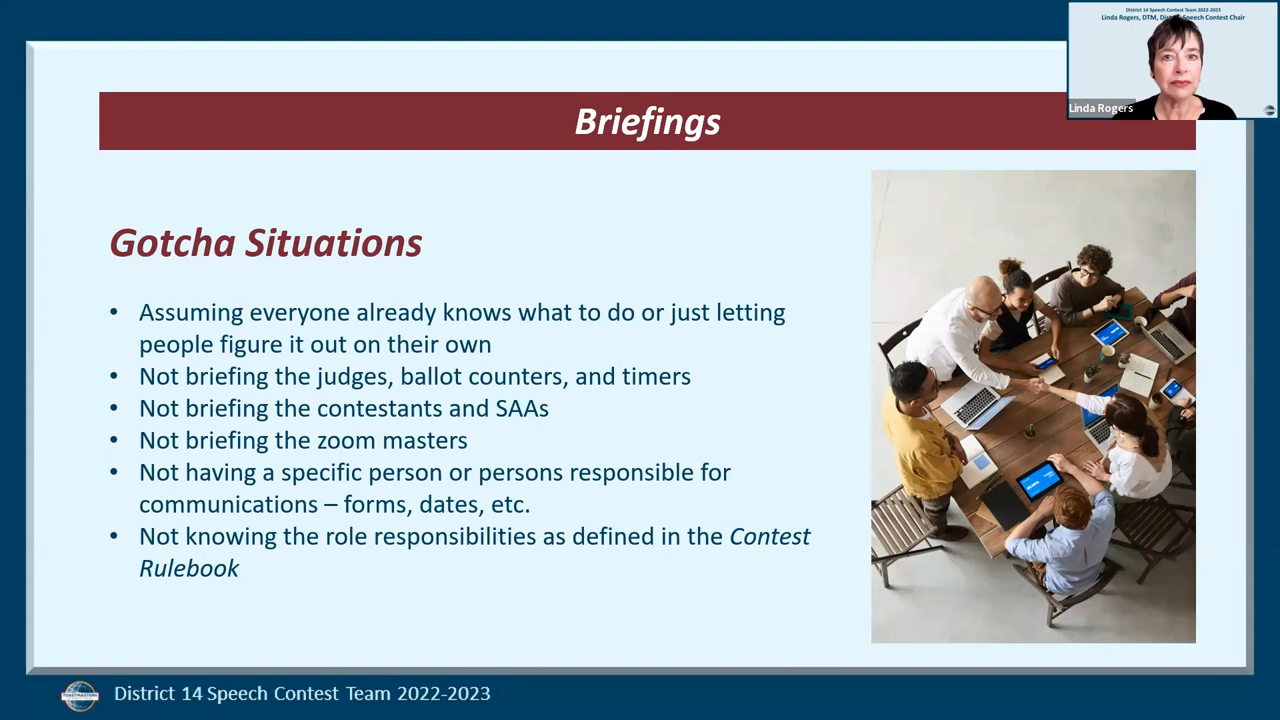 District 14 Speech Contest Team 2022-2023
Linda Rogers, DTM, Dist Speech Contest Chair
Linda Rogers
Briefings
Gotcha Situations
• Assuming everyone already knows what to do or just letting
people figure it out on their own
• Not briefing the judges, ballot counters, and timers
• Not briefing the contestants and SAAs
• Not briefing the zoom masters
• Not having a specific person or persons responsible for
communications – forms, dates, etc.
• Not knowing the role responsibilities as defined in the Contest
Rulebook
TOASTMASTERS
District 14 Speech Contest Team 2022-2023